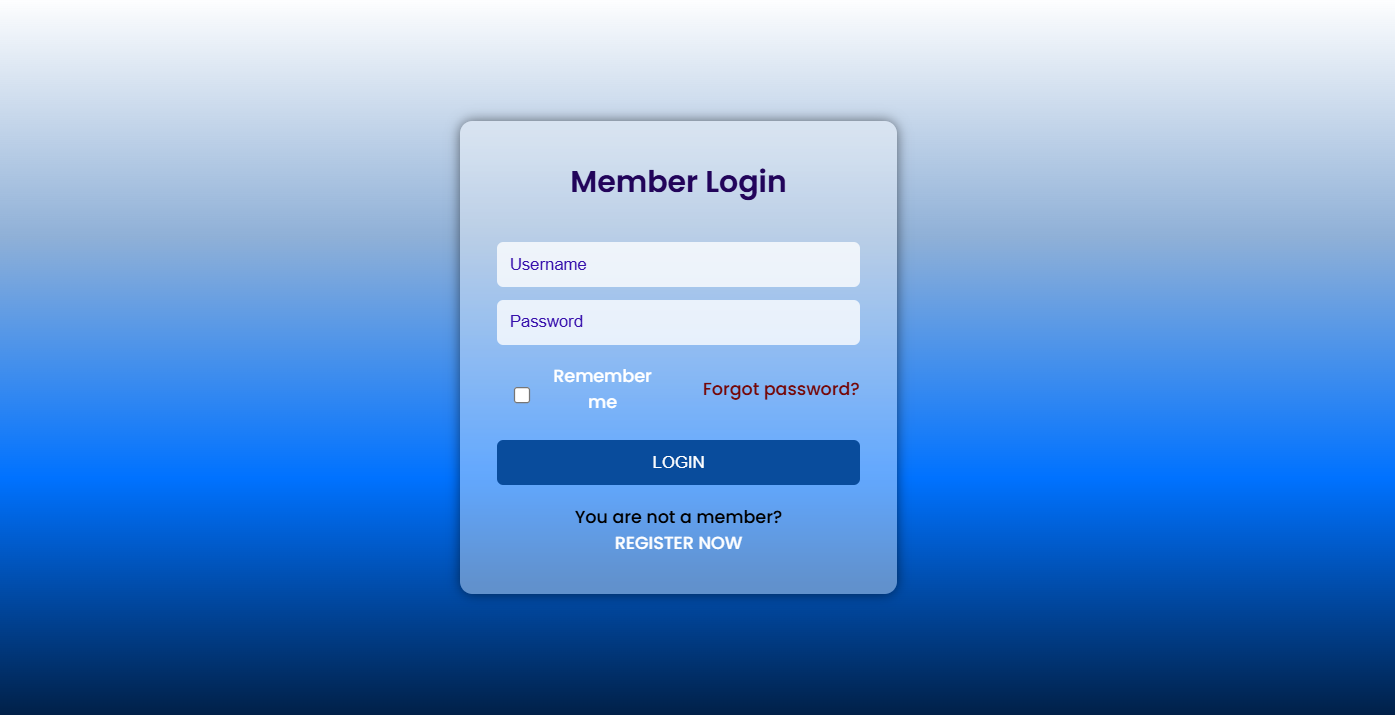 Member Login
Username
Password
Remember
me
Forgot password?
LOGIN
You are not a member?
REGISTER NOW